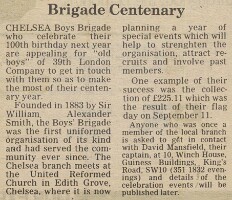 Brigade Centenary
CHELSEA Boys Brigade
who celebrate their
100th birthday next year
are appealing for "old
boys" of 39th London
Company to get in touch
with them so as to make
the most of their centen-
ary year.
Founded in 1883 by Sir
William Alexander
Smith, the Boys' Brigade
was the first uniformed
organisation of its kind
and had served the com-
munity ever since. The
Chelsea branch meets at
the United Reformed
Church in Edith Grove,
Chelsea, where it is now
planning a year of
special events which will
help to strengthen the
organisation, attract rec-
ruits and involve past
members.
One example of their
success was the collec-
tion of £225.11 which was
the result of their flag
day on September 11.
Anyone who was once a
member of the local branch
is asked to get in contact
with David Mansfield, their
captain, at 10, Winch House,
Guiness Buildings, King's
Road, SW10 (351 1832 even-
ings) and details of the
celebration events will be
published later.